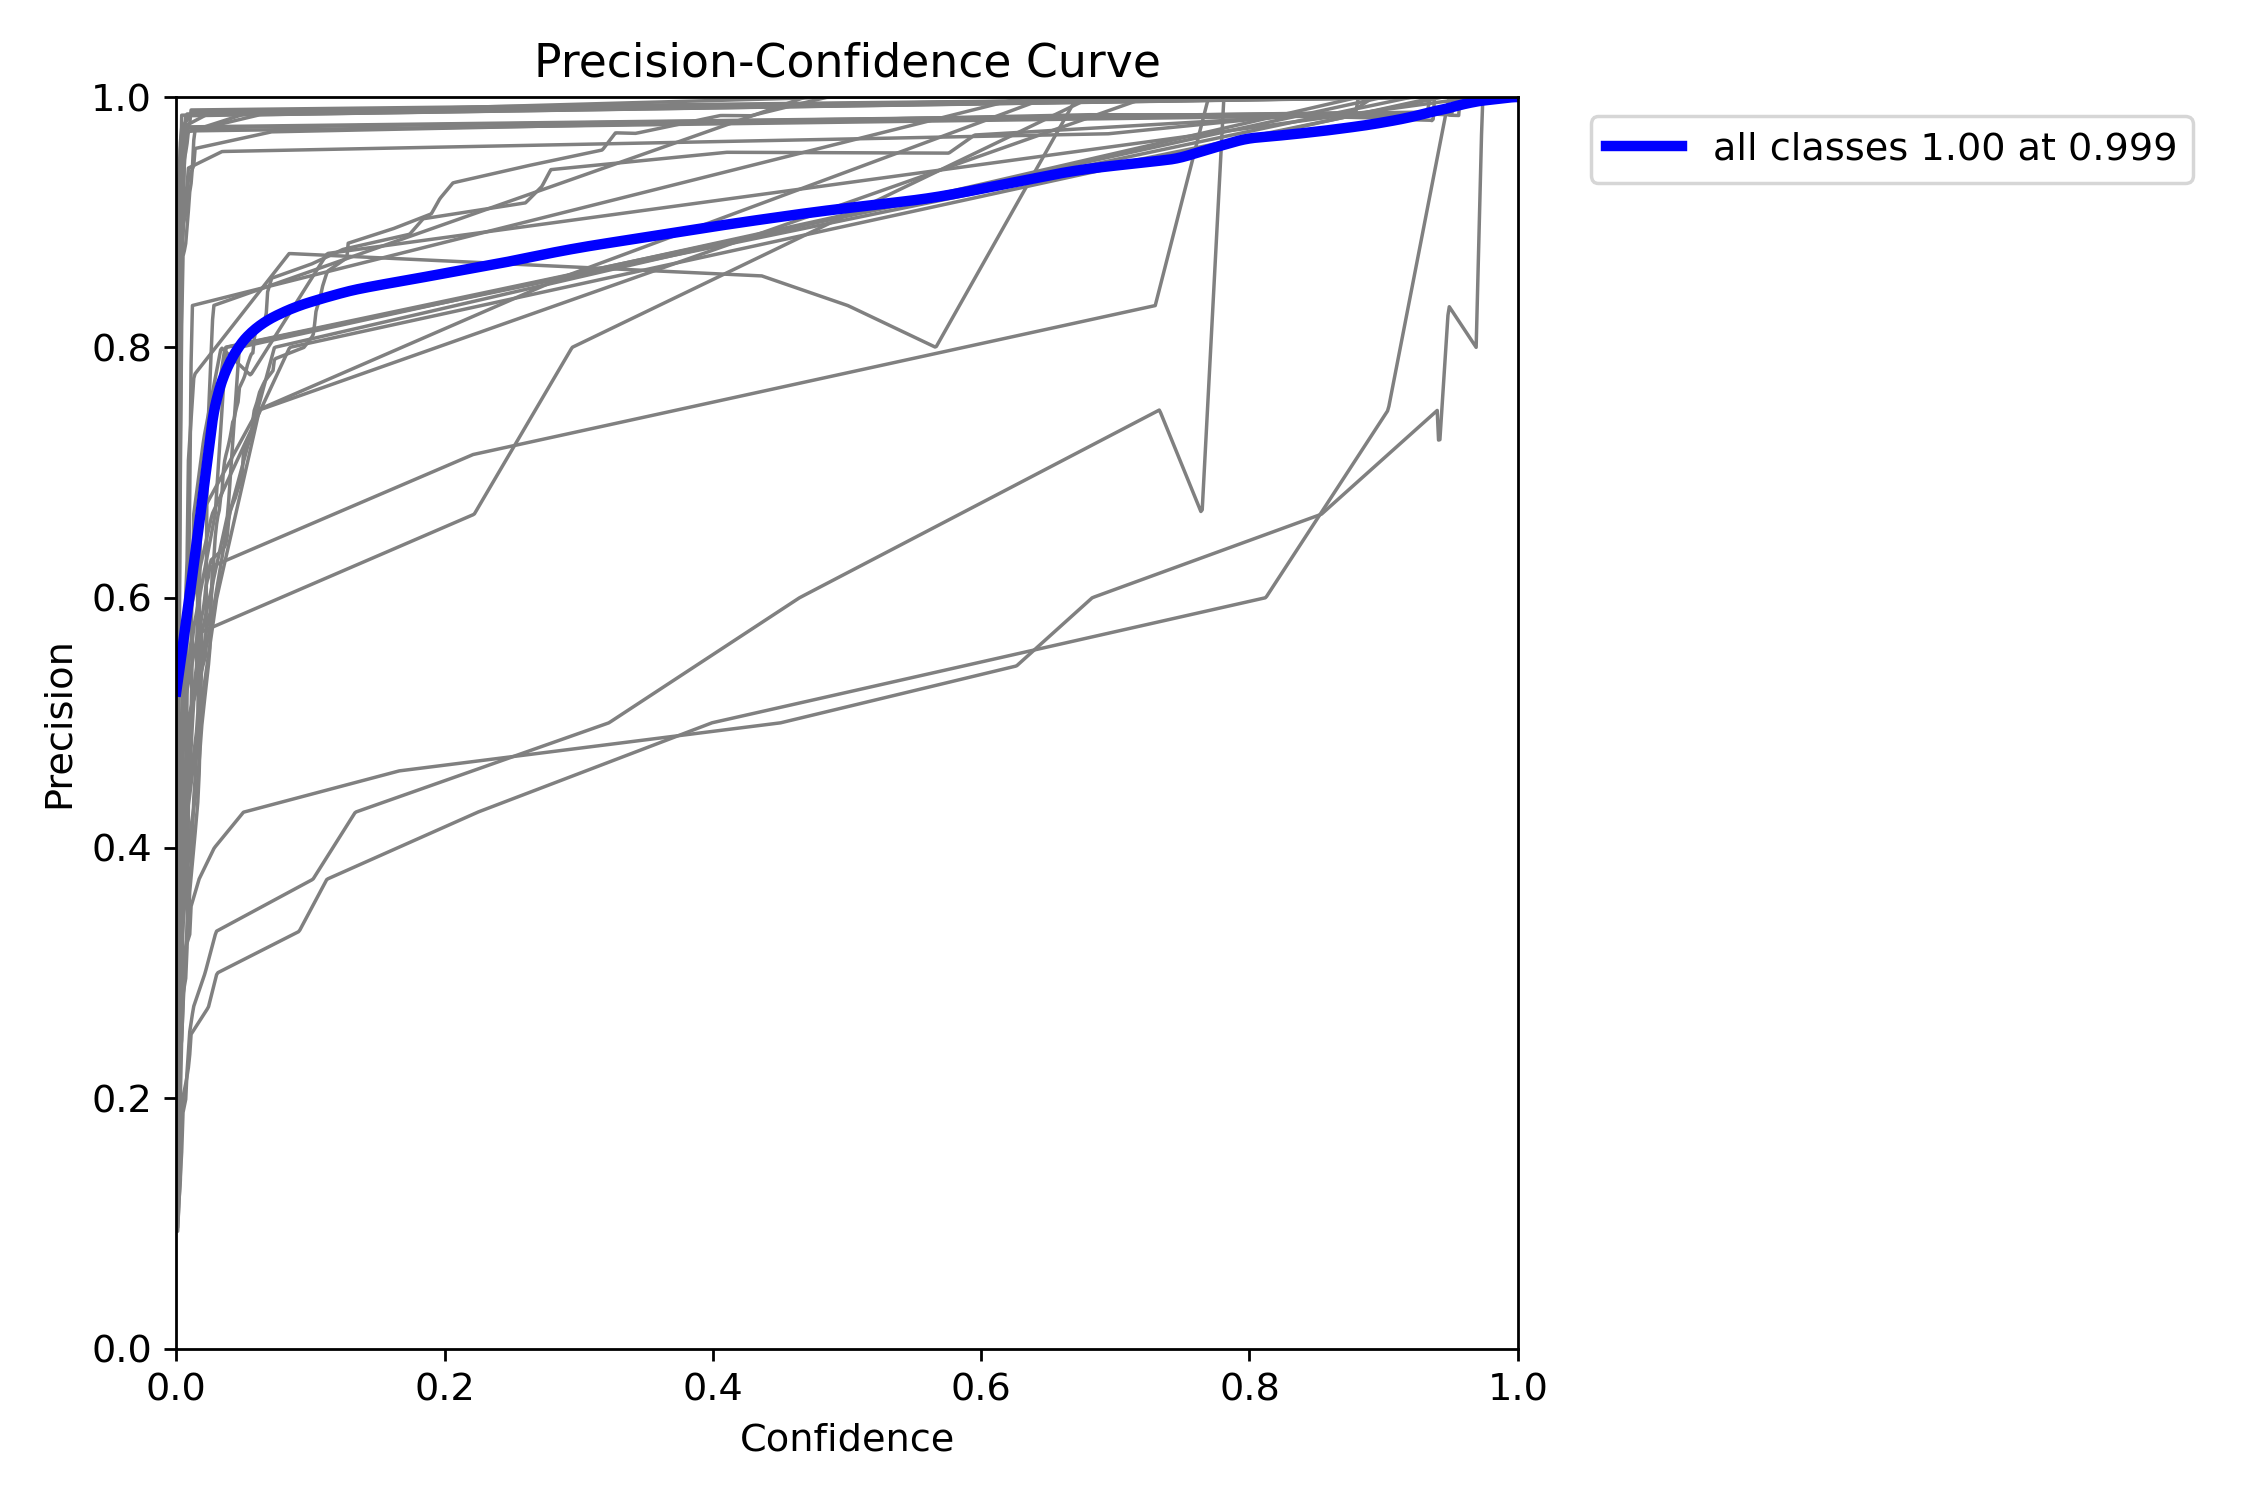 Precision-Confidence Curve
all classes 1.00 at 0.999
Precision
1.0
0.8
0.6
0.4
0.2
0.0
0.0 0.2 0.4 0.6 0.8 1.0
Confidence